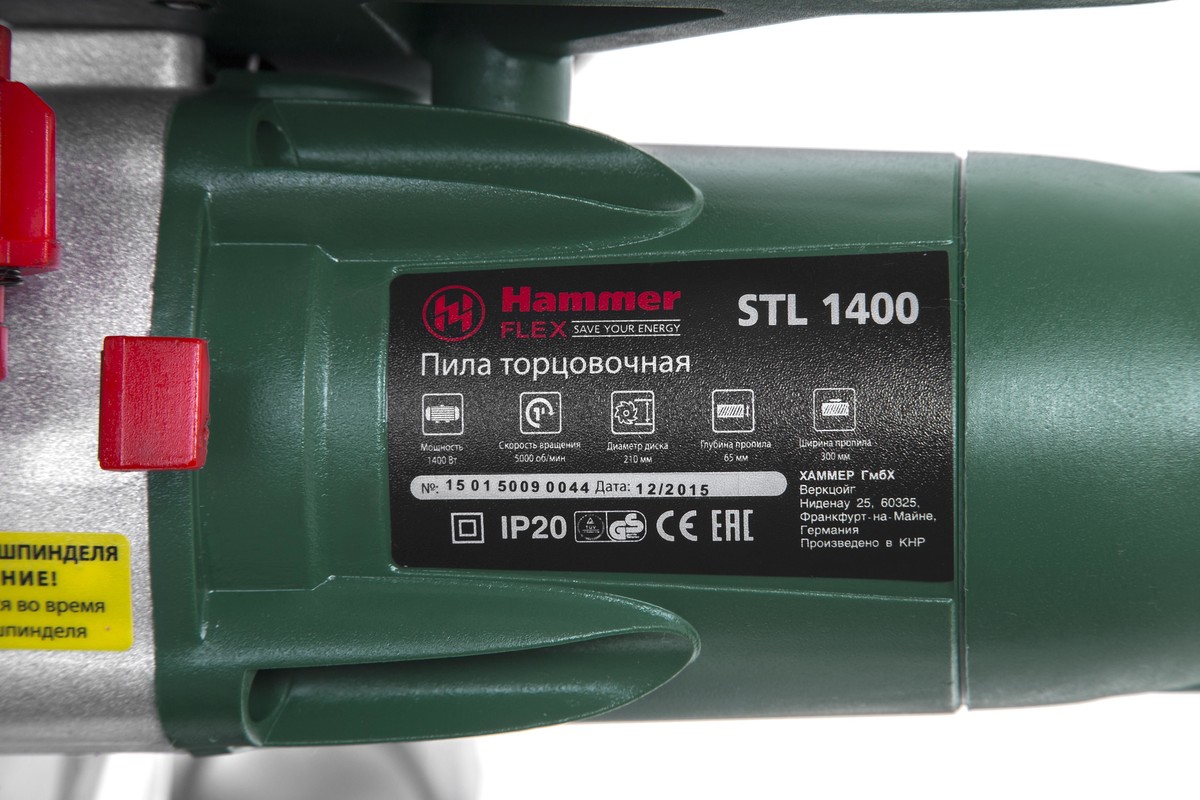 Hammer
FLEX SAVE YOUR ENERGY
STL 1400
Пила торцовочная
Мощность
1400 Вт
Скорость вращения
5000 об/мин
Диаметр диска
210 мм
Глубина пропила
65 мм
Ширина пропила
300 мм
№: 15 01 5009 0044 Дата: 12/2015
ХАММЕР ГмбХ
Верkцойг
Ниденау 25, 60325,
Франкфурт-на-Майне,
Германия
Произведено в КНР
IP20 GS CE EAC
ШПИНДЕЛЯ
НИЕ!
я во время
шпинделя